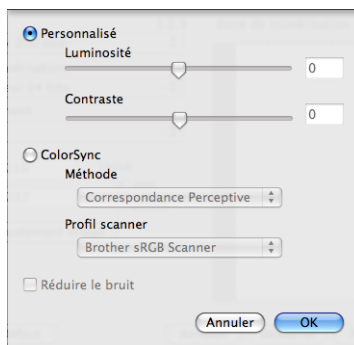 Personnalisé
Luminosité
0
Contraste
0
ColorSync
Méthode
Correspondance Perceptive
Profil scanner
Brother sRGB Scanner
Réduire le bruit
Annuler OK